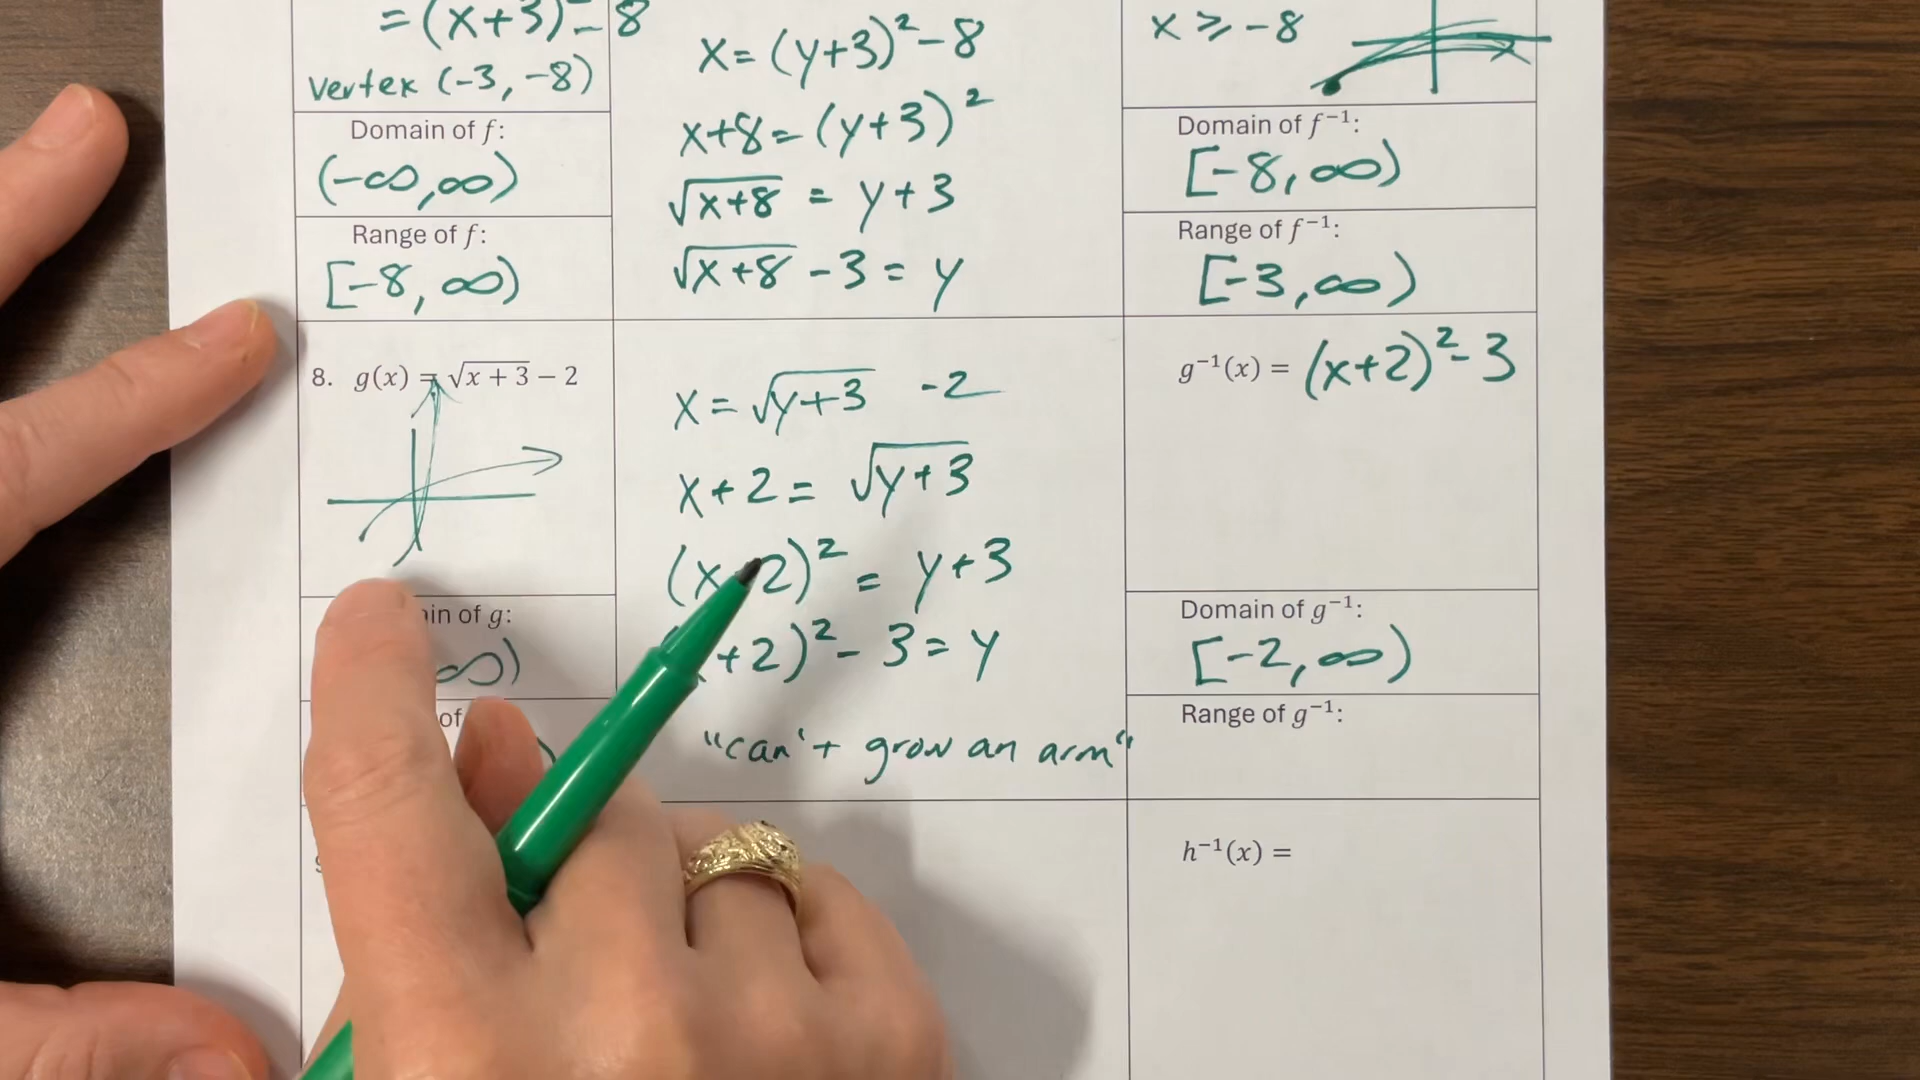 = (x+3)² - 8
vertex (-3, -8)
Domain of f:
(-∞,∞)
Range of f:
[-8, ∞)
x = (y+3)² - 8
x+8 = (y+3)²
√(x+8) = y+3
√(x+8) - 3 = y
x ≥ -8
Domain of f⁻¹:
[-8, ∞)
Range of f⁻¹:
[-3, ∞)
8. g(x) = √(x + 3) − 2
in of g:
∞)
of
)
x = √(y+3) -2
x+2 = √(y+3)
(x+2)² = y+3
+2)² - 3 = y
"can't grow an arm"
g⁻¹(x) = (x+2)² - 3
Domain of g⁻¹:
[-2, ∞)
Range of g⁻¹:
h⁻¹(x) =